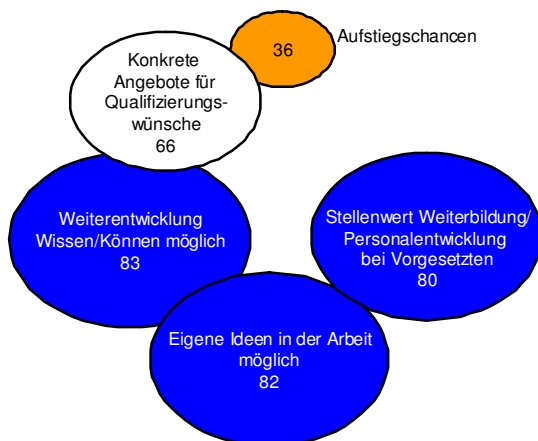 Aufstiegschancen
36
Konkrete
Angebote für
Qualifizierungs-
wünsche
66
Weiterentwicklung
Wissen/Können möglich
83
Stellenwert Weiterbildung/
Personalentwicklung
bei Vorgesetzten
80
Eigene Ideen in der Arbeit
möglich
82